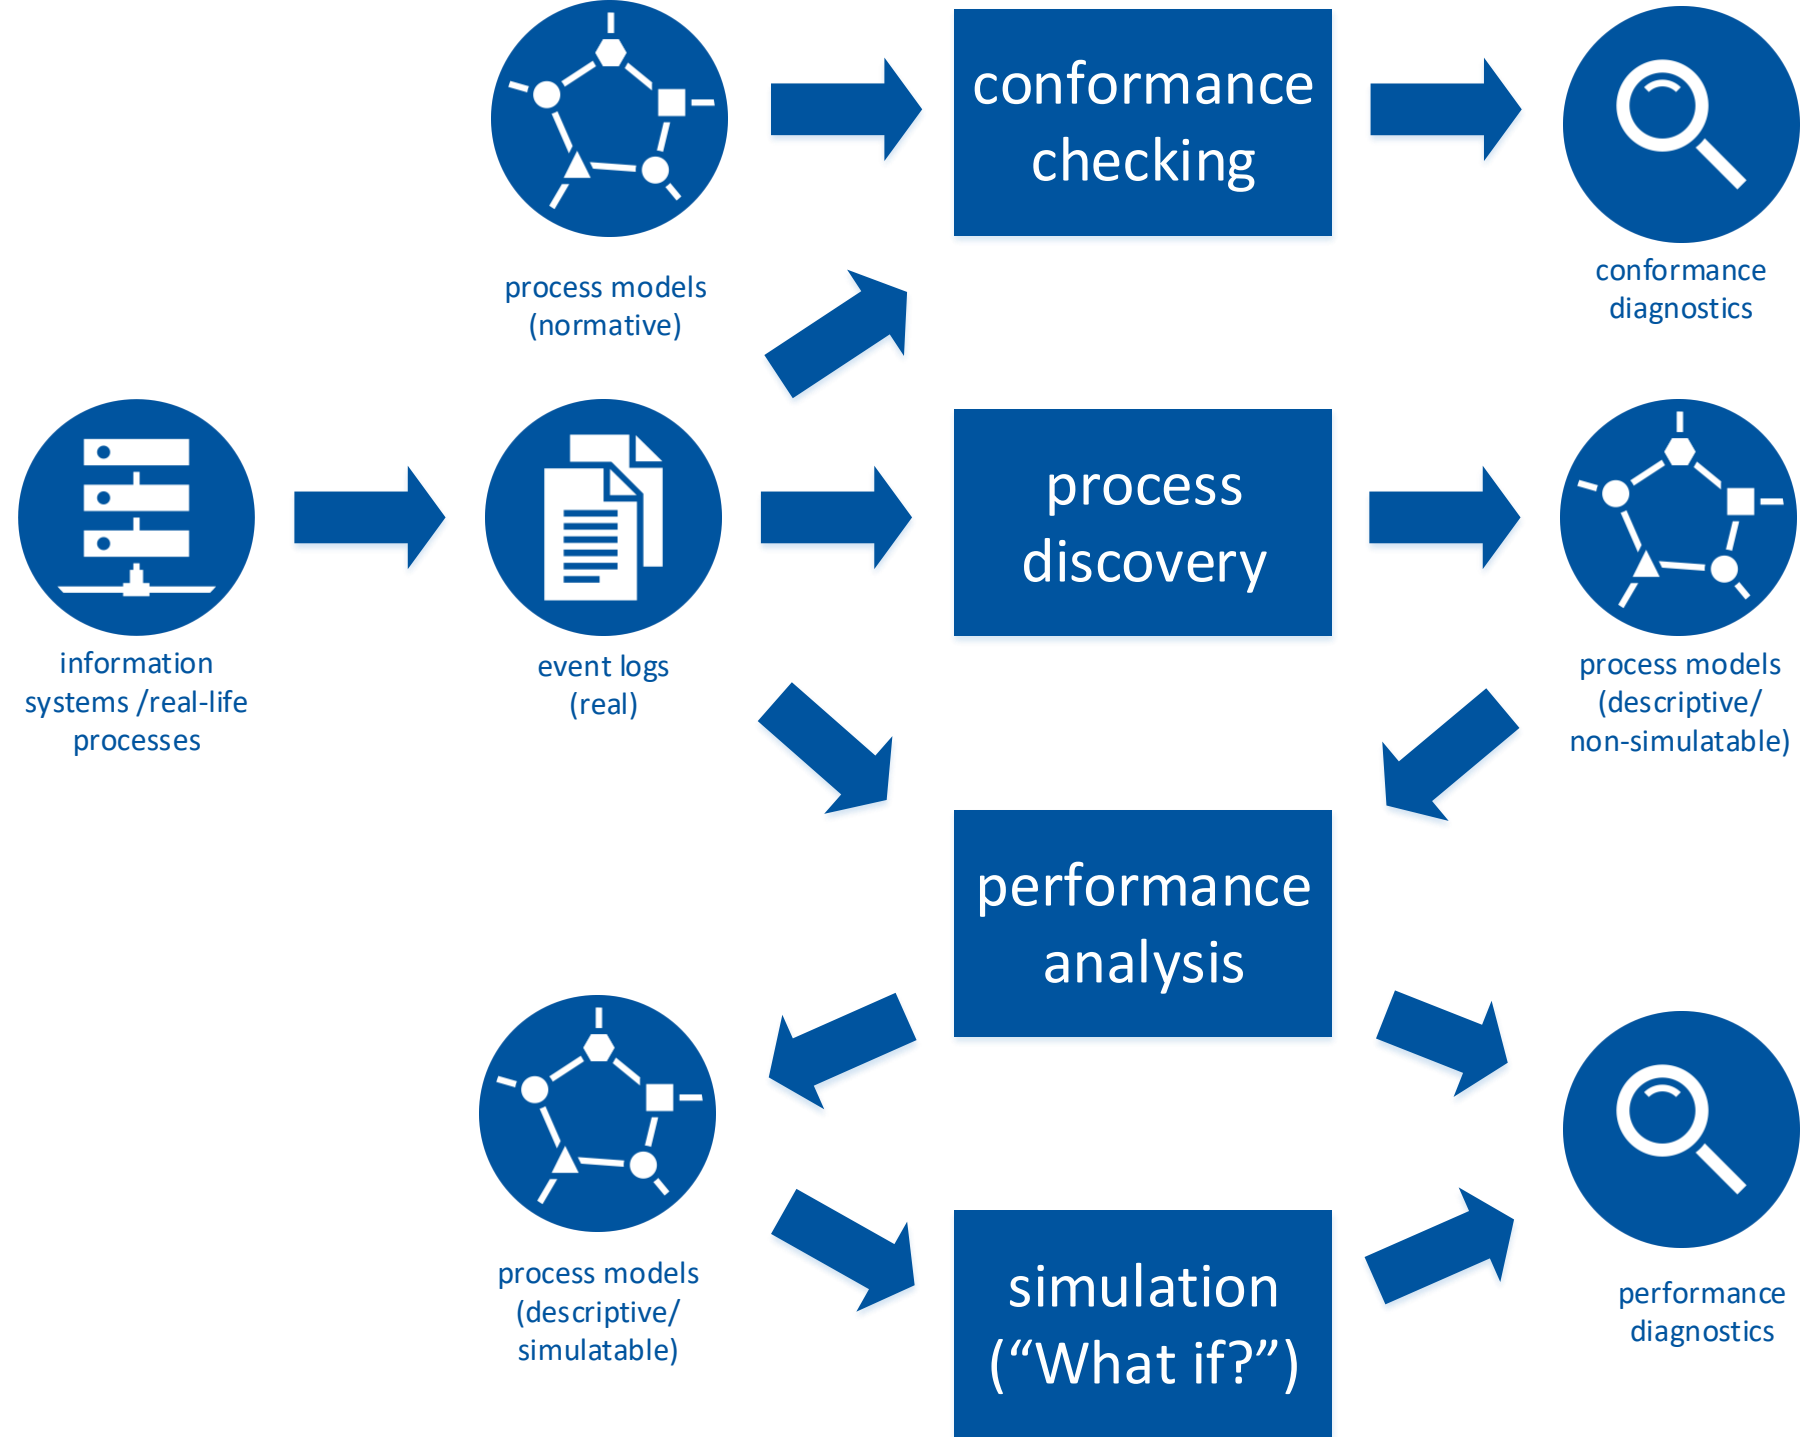 conformance
checking
process models
(normative)
conformance
diagnostics
process
discovery
information
systems /real-life
processes
event logs
(real)
process models
(descriptive/
non-simulatable)
performance
analysis
process models
(descriptive/
simulatable)
simulation
(“What if?”)
performance
diagnostics